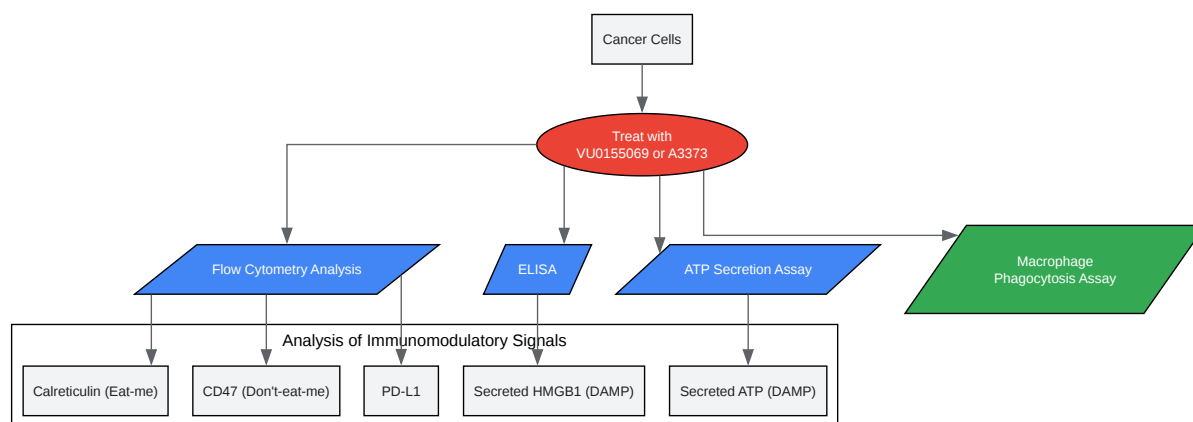 Cancer Cells
Treat with
VU0155069 or A3373
Flow Cytometry Analysis
ELISA
ATP Secretion Assay
Macrophage
Phagocytosis Assay
Analysis of Immunomodulatory Signals
Calreticulin (Eat-me)
CD47 (Don't-eat-me)
PD-L1
Secreted HMGB1 (DAMP)
Secreted ATP (DAMP)